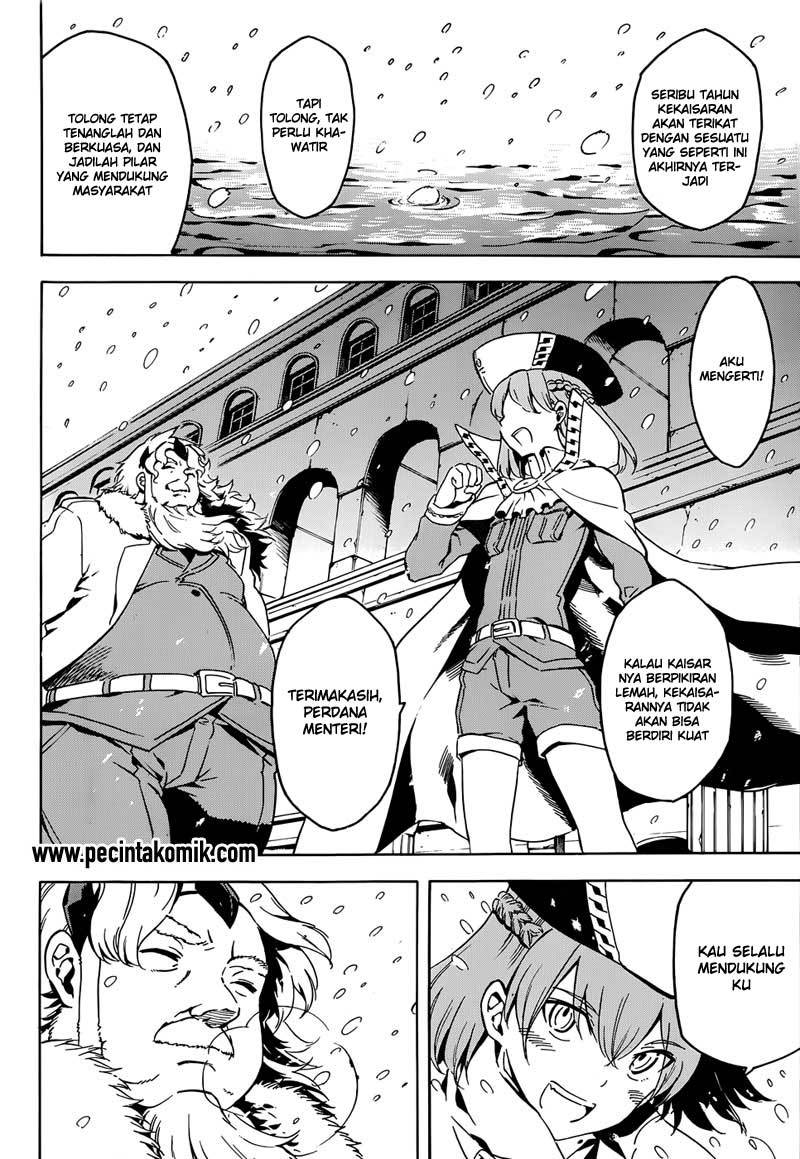 SERIBU TAHUN
KEKAISARAN
AKAN TERIKAT
DENGAN SESUATU
YANG SEPERTI INI
AKHIRNYA TER-
JADI
TAPI
TOLONG, TAK
PERLU KHA-
WATIR
TOLONG TETAP
TENANGLAH DAN
BERKUASA, DAN
JADILAH PILAR
YANG MENDUKUNG
MASYARAKAT
AKU
MENGERTI!
KALAU KAISAR
NYA BERPIKIRAN
LEMAH, KEKAISA-
RANNYA TIDAK
AKAN BISA
BERDIRI KUAT
TERIMAKASIH,
PERDANA
MENTERI!
www.pecintakomik.com
KAU SELALU
MENDUKUNG
KU